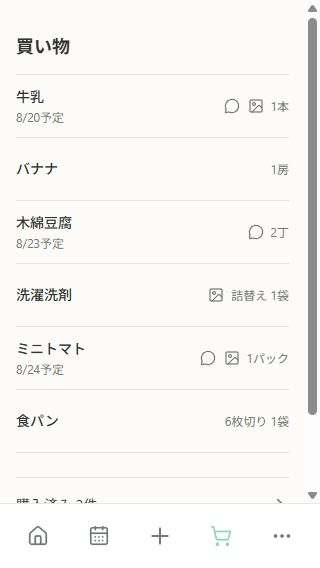 買い物
牛乳
1本
8/20予定
バナナ
1房
木綿豆腐
2丁
8/23予定
洗濯洗剤
詰替え 1袋
ミニトマト
1パック
8/24予定
食パン
6枚切り 1袋